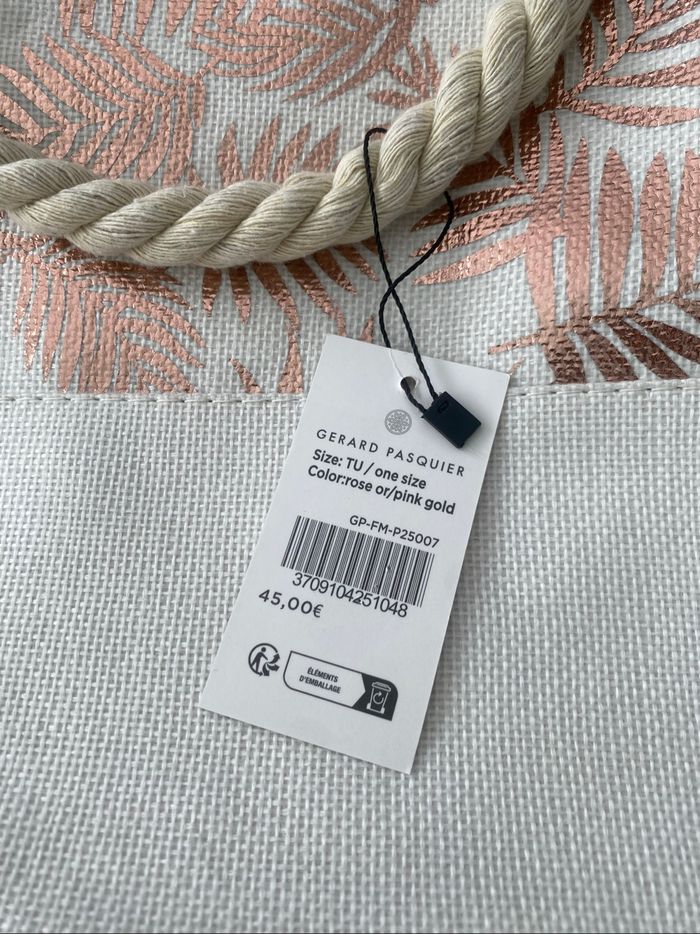 GERARD PASQUIER
Size: TU / one size
Color:rose or/pink gold
GP-FM-P25007
3709104251048
45,00€
ÉLÉMENTS
D'EMBALLAGE